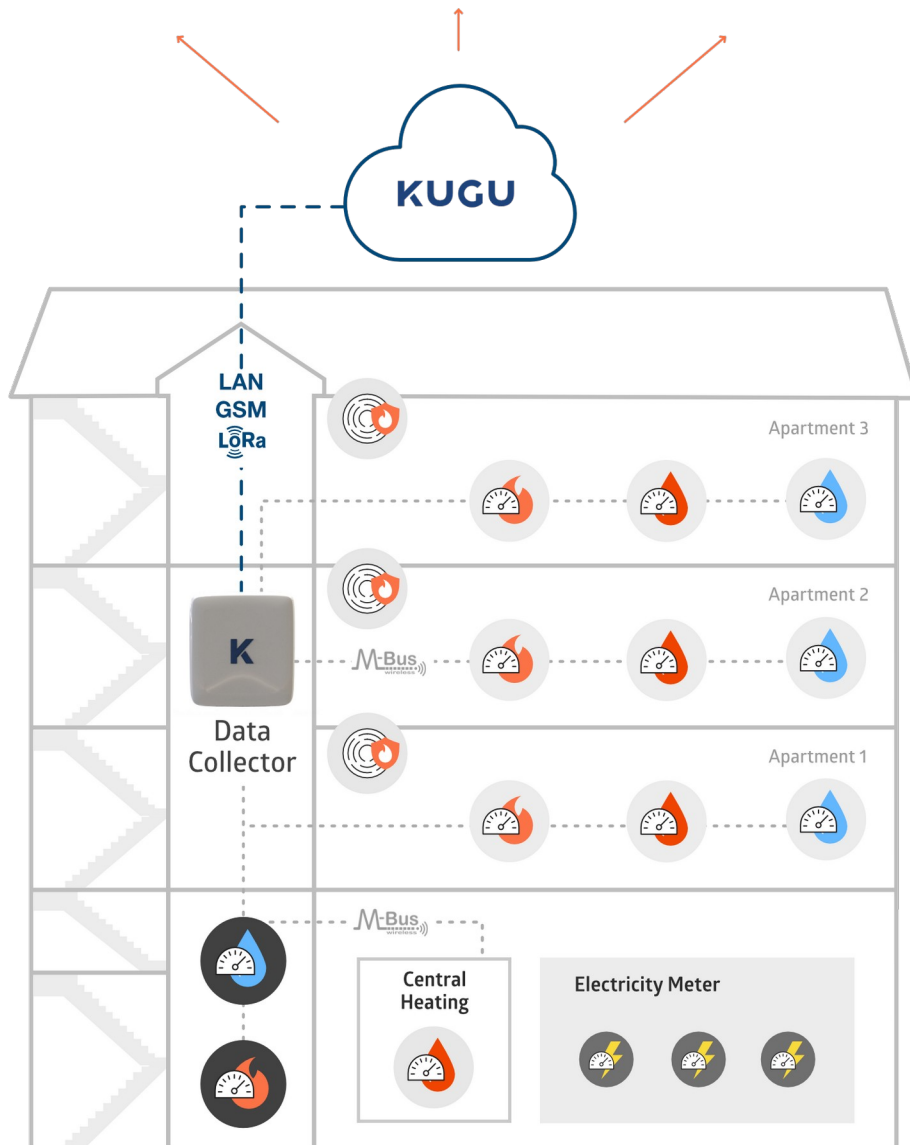 KUGU
LAN
GSM
LoRa
Apartment 3
Apartment 2
K
M-Bus
wireless
Data
Collector
Apartment 1
M-Bus
wireless
Central
Heating
Electricity Meter